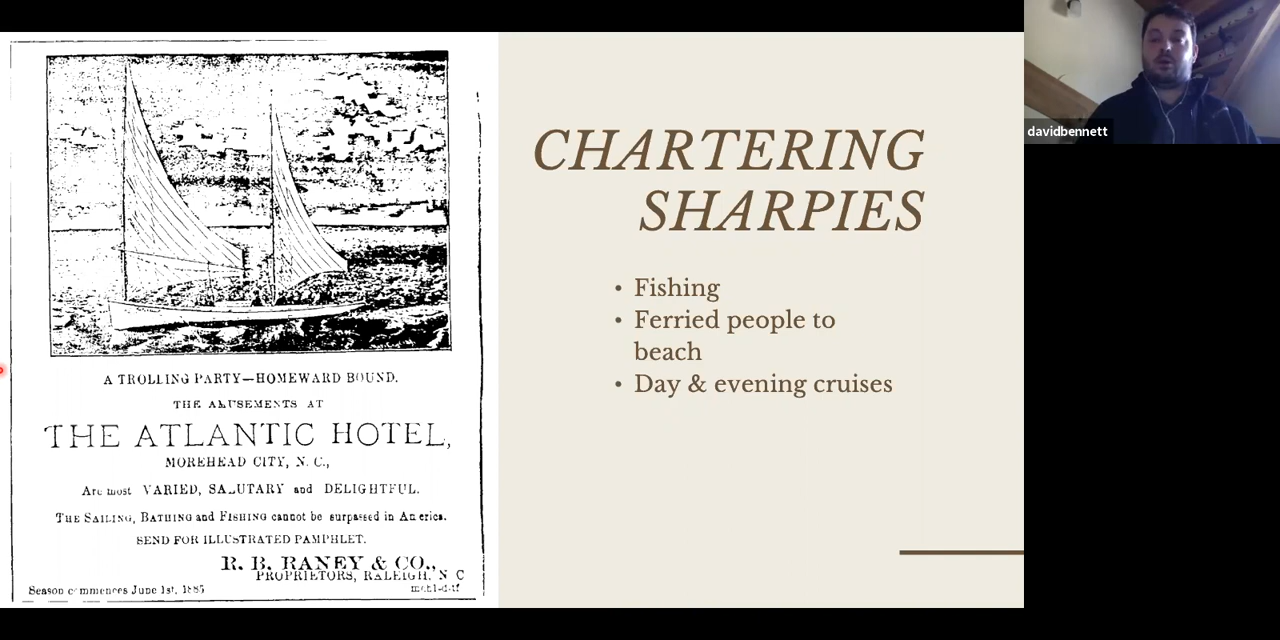 A TROLLING PARTY—HOMEWARD BOUND.
THE AMUSEMENTS AT
THE ATLANTIC HOTEL,
MOREHEAD CITY, N. C.,
Are most VARIED, SALUTARY and DELIGHTFUL.
THE SAILING, BATHING and FISHING cannot be surpassed in America.
SEND FOR ILLUSTRATED PAMPHLET.
R. B. RANEY & CO.,
PROPRIETORS, RALEIGH, N C
Season commences June 1st, 1885
CHARTERING
SHARPIES
• Fishing
• Ferried people to
beach
• Day & evening cruises
davidbennett